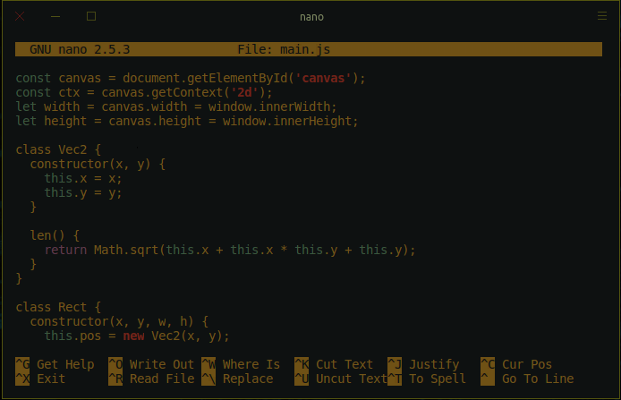 nano
GNU nano 2.5.3 File: main.js
const canvas = document.getElementById('canvas');
const ctx = canvas.getContext('2d');
let width = canvas.width = window.innerWidth;
let height = canvas.height = window.innerHeight;
class Vec2 {
constructor(x, y) {
this.x = x;
this.y = y;
}
len() {
return Math.sqrt(this.x + this.x * this.y + this.y);
}
}
class Rect {
constructor(x, y, w, h) {
this.pos = new Vec2(x, y);
^G Get Help ^O Write Out ^W Where Is ^K Cut Text ^J Justify ^C Cur Pos
^X Exit ^R Read File ^\ Replace ^U Uncut Text ^T To Spell ^_ Go To Line